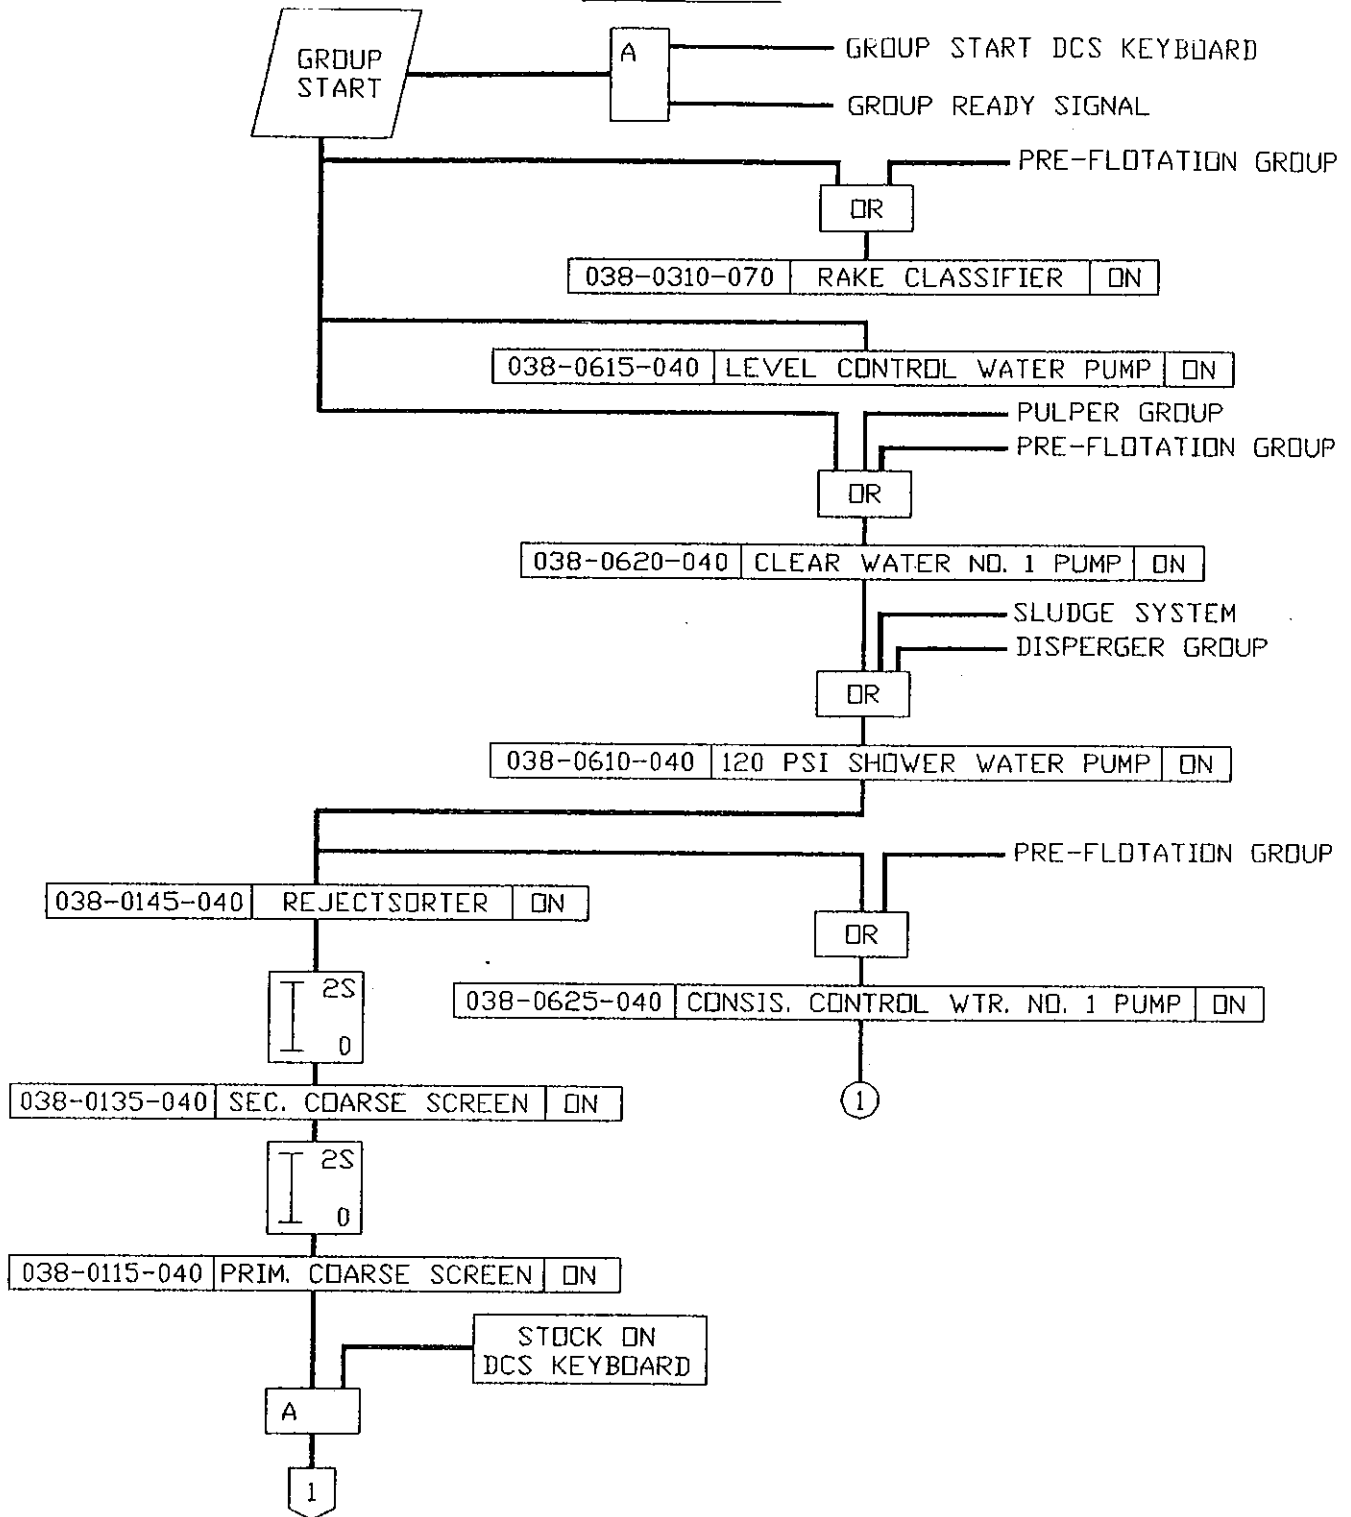 GROUP
START
A
GROUP START DCS KEYBOARD
GROUP READY SIGNAL
PRE-FLOTATION GROUP
OR
038-0310-070 RAKE CLASSIFIER ON
038-0615-040 LEVEL CONTROL WATER PUMP ON
PULPER GROUP
PRE-FLOTATION GROUP
OR
038-0620-040 CLEAR WATER NO. 1 PUMP ON
SLUDGE SYSTEM
DISPERGER GROUP
OR
038-0610-040 120 PSI SHOWER WATER PUMP ON
PRE-FLOTATION GROUP
038-0145-040 REJECTSORTER ON
OR
2S
0
038-0625-040 CONSIS. CONTROL WTR. NO. 1 PUMP ON
1
038-0135-040 SEC. COARSE SCREEN ON
2S
0
038-0115-040 PRIM. COARSE SCREEN ON
STOCK ON
DCS KEYBOARD
A
1